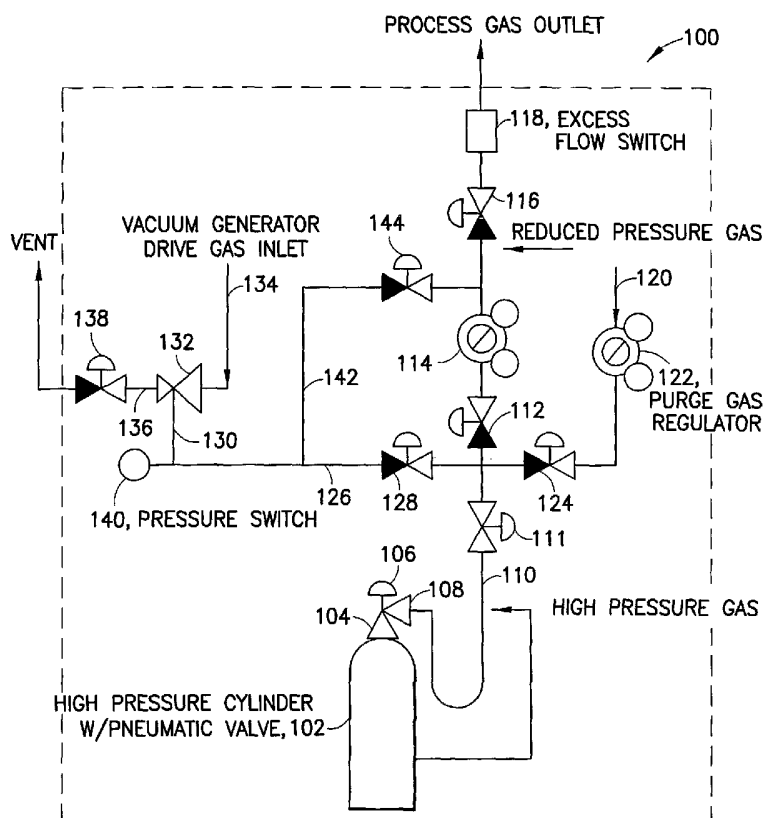 PROCESS GAS OUTLET
100
118, EXCESS
FLOW SWITCH
116
VACUUM GENERATOR
DRIVE GAS INLET
VENT
144
REDUCED PRESSURE GAS
134
120
138
132
114
122,
PURGE GAS
REGULATOR
142
112
136
130
126
128
124
140, PRESSURE SWITCH
111
106
108
110
104
HIGH PRESSURE GAS
HIGH PRESSURE CYLINDER
W/PNEUMATIC VALVE, 102